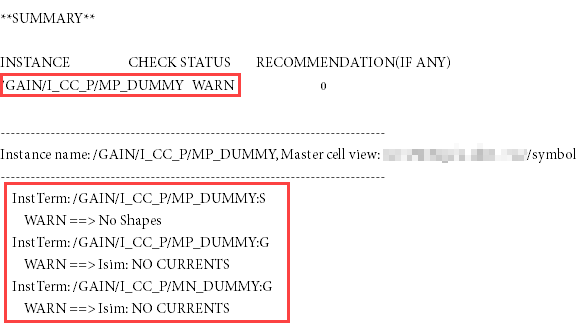 **SUMMARY**
INSTANCE CHECK STATUS RECOMMENDATION(IF ANY)
/GAIN/I_CC_P/MP_DUMMY WARN 0
--------------------------------------------------------------------------------
Instance name: /GAIN/I_CC_P/MP_DUMMY, Master cell view: /symbol
--------------------------------------------------------------------------------
InstTerm: /GAIN/I_CC_P/MP_DUMMY:S
WARN ==> No Shapes
InstTerm: /GAIN/I_CC_P/MP_DUMMY:G
WARN ==> Isim: NO CURRENTS
InstTerm: /GAIN/I_CC_P/MN_DUMMY:G
WARN ==> Isim: NO CURRENTS